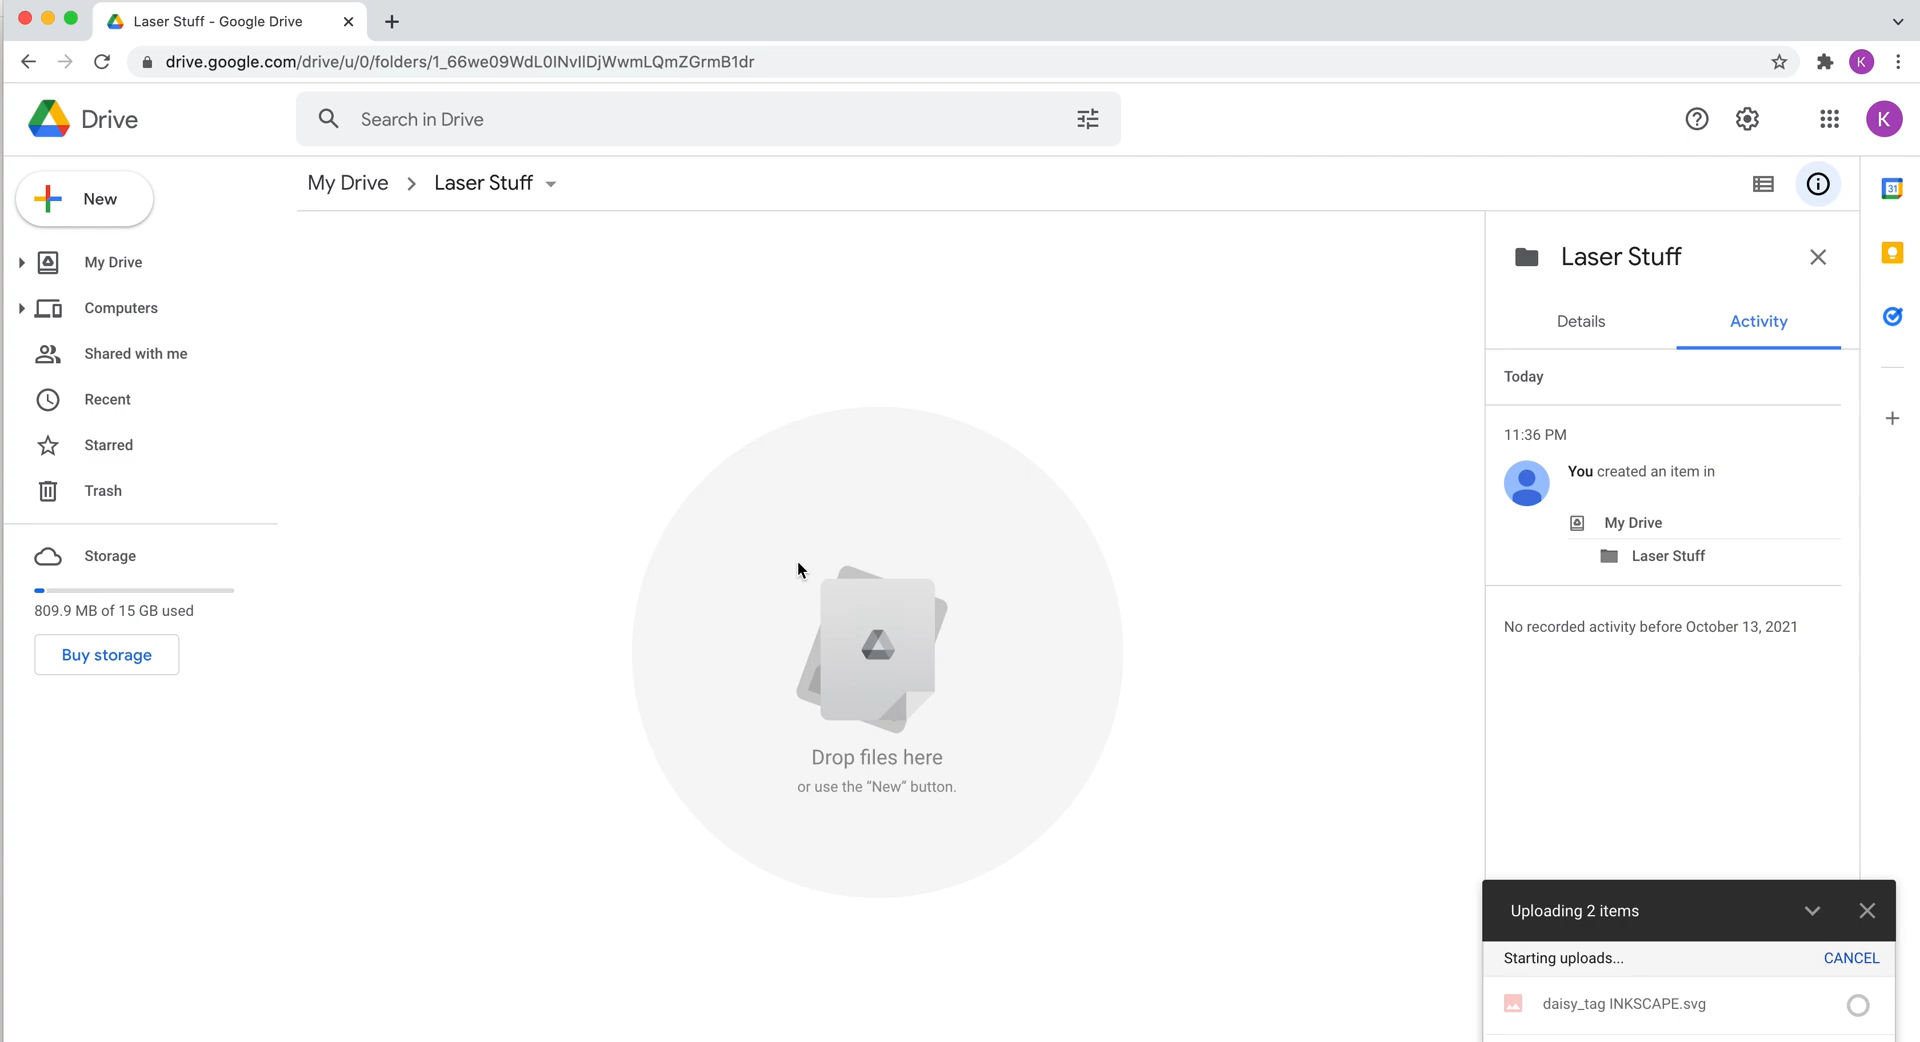 Laser Stuff - Google Drive
drive.google.com/drive/u/0/folders/1_66we09WdL0INvIlDjWwmLQmZGrmB1dr
K
Drive
Search in Drive
K
New
My Drive
Laser Stuff
31
My Drive
Computers
Shared with me
Recent
Starred
Trash
Storage
809.9 MB of 15 GB used
Buy storage
Drop files here
or use the “New” button.
Laser Stuff
Details
Activity
Today
11:36 PM
You created an item in
My Drive
Laser Stuff
No recorded activity before October 13, 2021
Uploading 2 items
Starting uploads...
CANCEL
daisy_tag INKSCAPE.svg